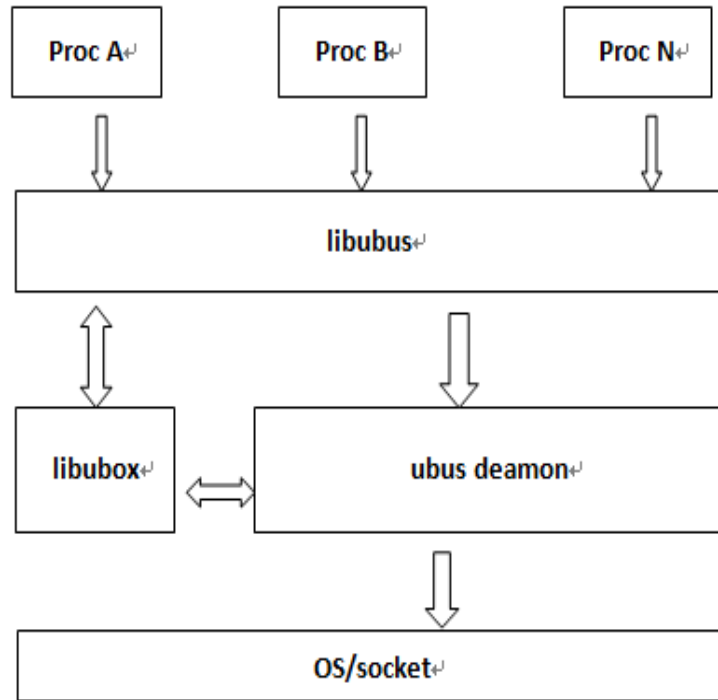 Proc A↵
Proc B↵
Proc N↵
libubus↵
libubox↵
ubus deamon↵
OS/socket↵